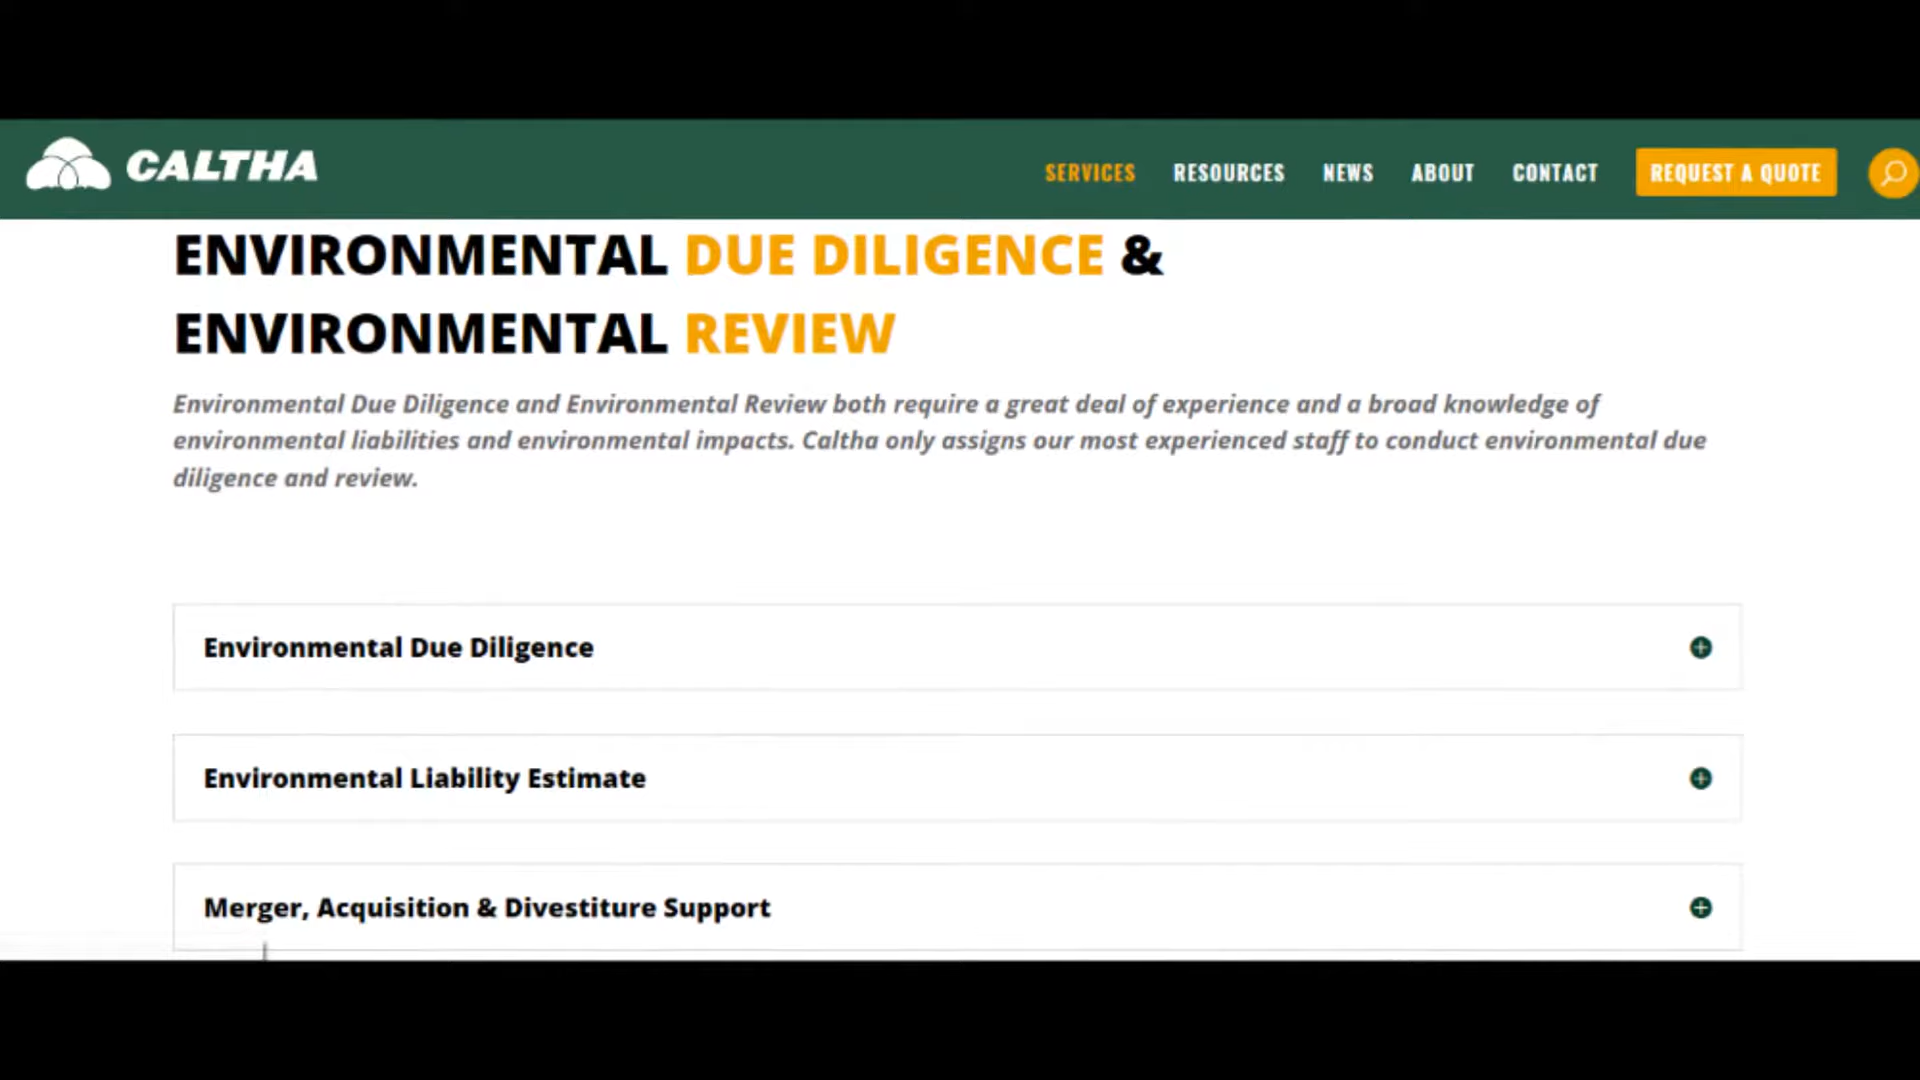 CALTHA
SERVICES RESOURCES NEWS ABOUT CONTACT REQUEST A QUOTE
ENVIRONMENTAL DUE DILIGENCE &
ENVIRONMENTAL REVIEW
Environmental Due Diligence and Environmental Review both require a great deal of experience and a broad knowledge of
environmental liabilities and environmental impacts. Caltha only assigns our most experienced staff to conduct environmental due
diligence and review.
Environmental Due Diligence
Environmental Liability Estimate
Merger, Acquisition & Divestiture Support